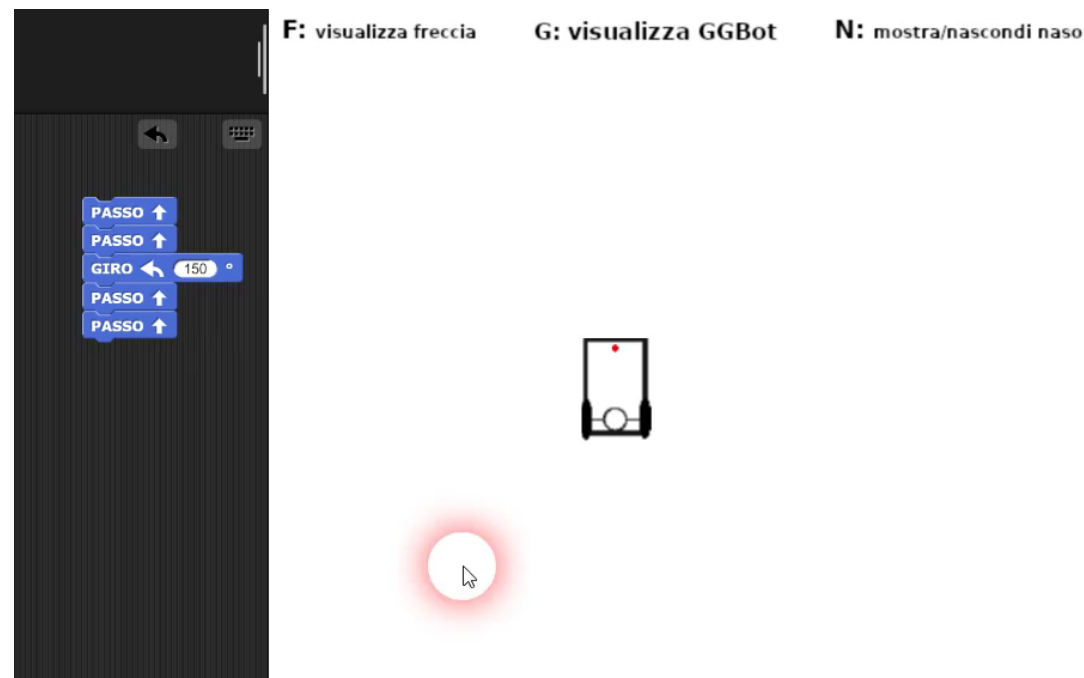 F: visualizza freccia G: visualizza GGBot N: mostra/nascondi naso
PASSO
PASSO
GIRO 150 °
PASSO
PASSO